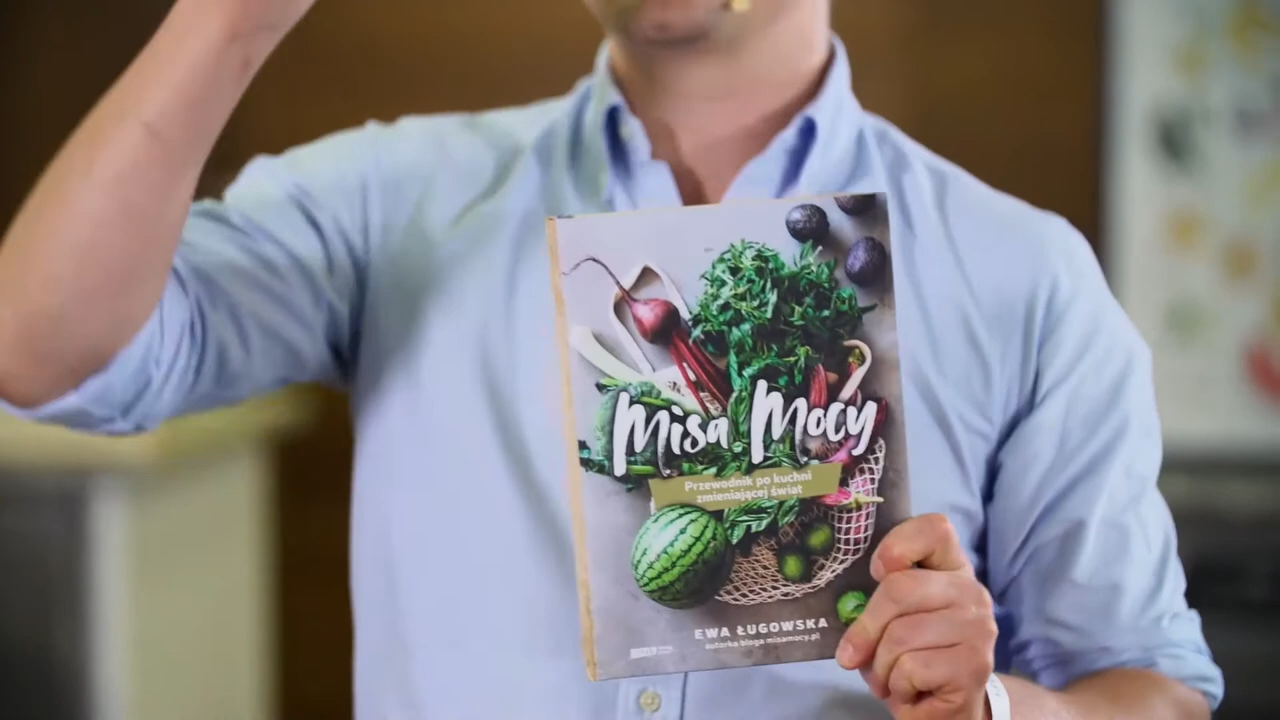 Misa Mocy
Przewodnik po kuchni
zmieniającej świat
EWA ŁUGOWSKA
autorka bloga misamocy.pl